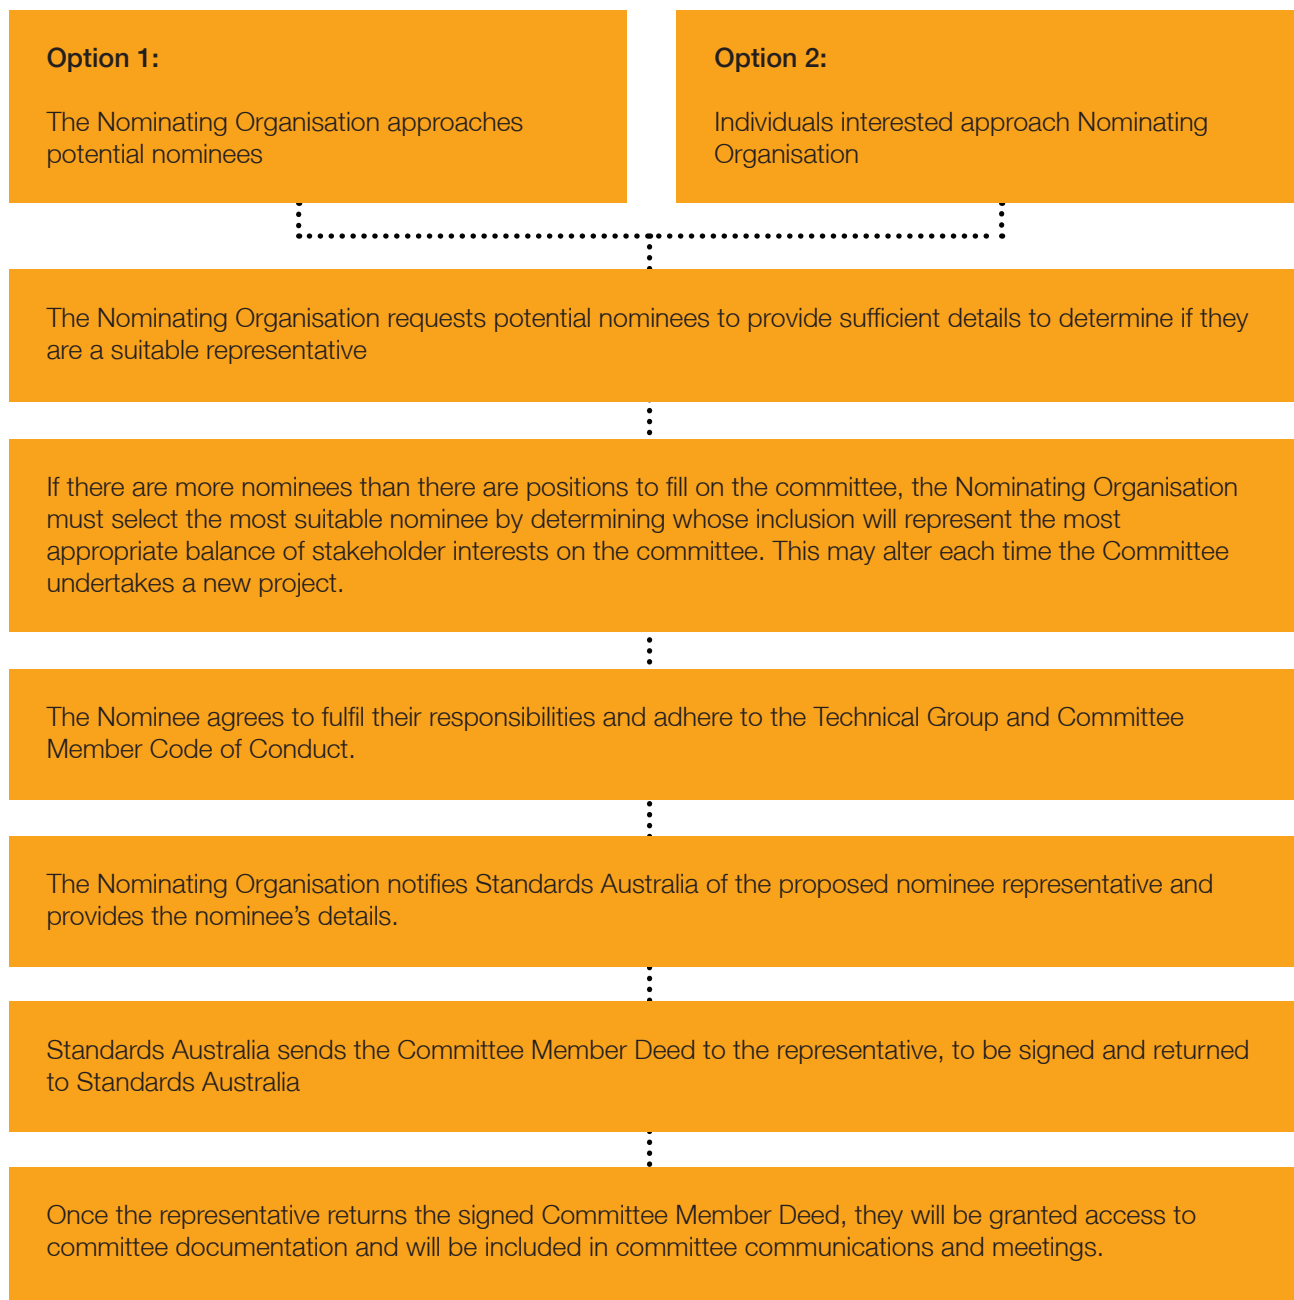 Option 1:
The Nominating Organisation approaches
potential nominees
Option 2:
Individuals interested approach Nominating
Organisation
The Nominating Organisation requests potential nominees to provide sufficient details to determine if they
are a suitable representative
If there are more nominees than there are positions to fill on the committee, the Nominating Organisation
must select the most suitable nominee by determining whose inclusion will represent the most
appropriate balance of stakeholder interests on the committee. This may alter each time the Committee
undertakes a new project.
The Nominee agrees to fulfil their responsibilities and adhere to the Technical Group and Committee
Member Code of Conduct.
The Nominating Organisation notifies Standards Australia of the proposed nominee representative and
provides the nominee’s details.
Standards Australia sends the Committee Member Deed to the representative, to be signed and returned
to Standards Australia
Once the representative returns the signed Committee Member Deed, they will be granted access to
committee documentation and will be included in committee communications and meetings.